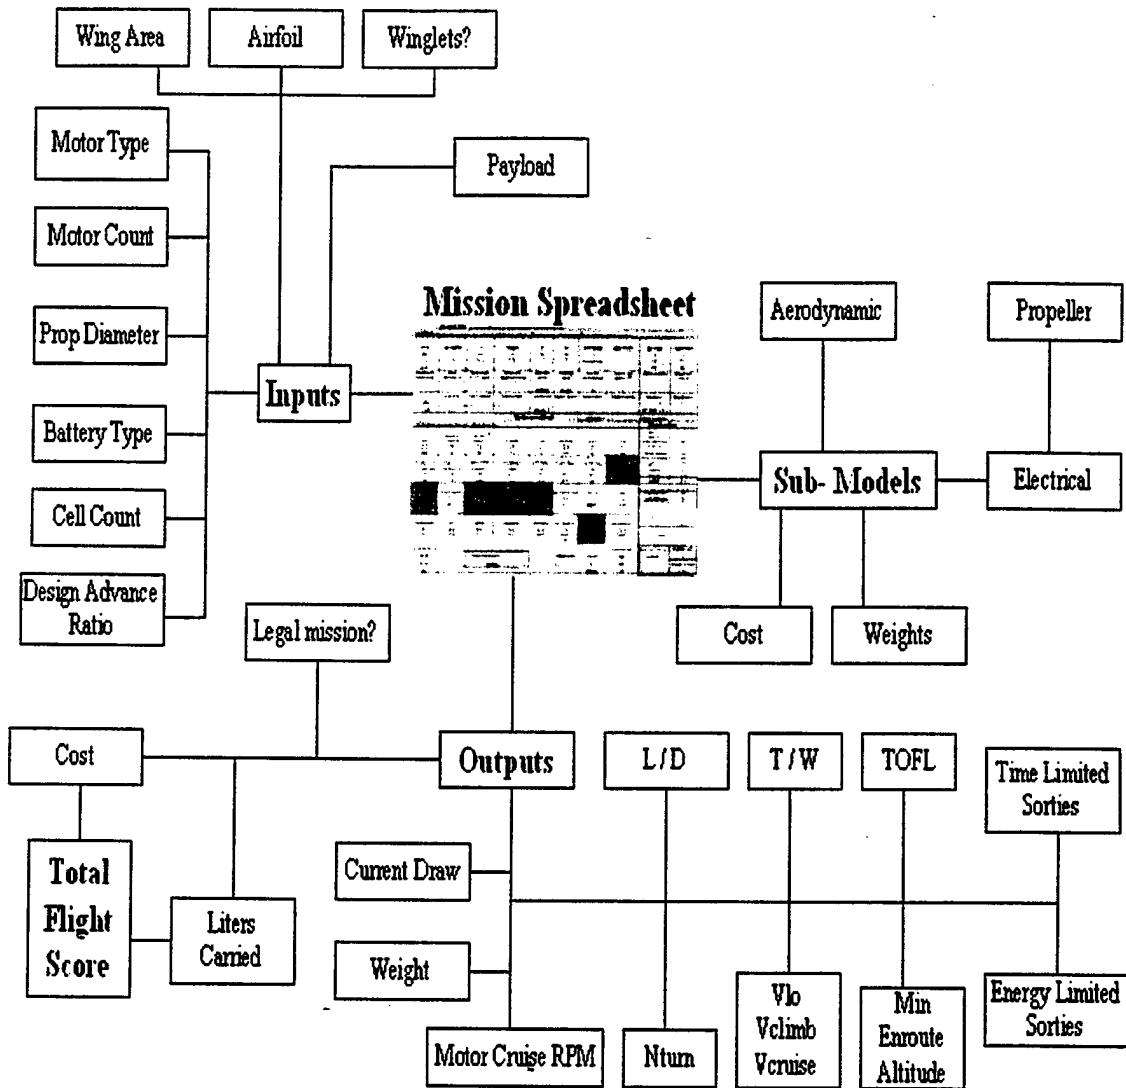 Wing Area
Airfoil
Winglets?
Motor Type
Payload
Motor Count
Mission Spreadsheet
Aerodynamic
Propeller
Prop Diameter
Inputs
Battery Type
Sub- Models
Electrical
Cell Count
Design Advance
Ratio
Legal mission?
Cost
Weights
Cost
Outputs
L / D
T / W
TOFL
Time Limited
Sorties
Total
Flight
Score
Current Draw
Liters
Carried
Weight
Motor Cruise RPM
Nturn
Vlo
Vclimb
Vcruise
Min
Enroute
Altitude
Energy Limited
Sorties